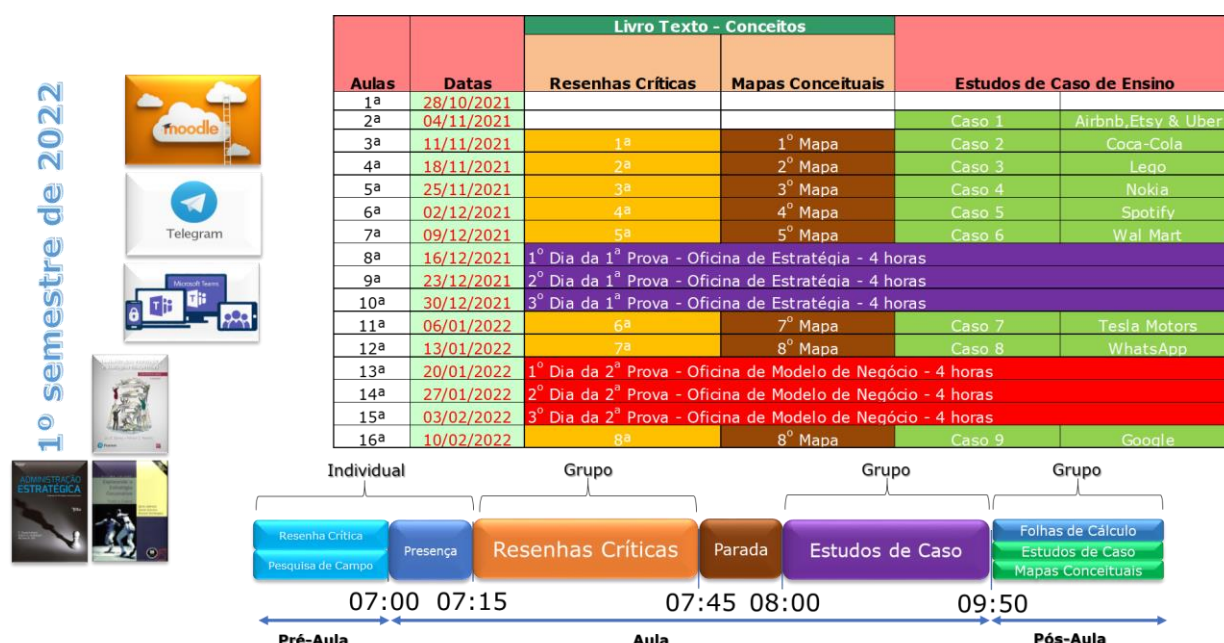 1º semestre de 2022
moodle
Telegram
Microsoft Teams
ADMINISTRAÇÃO
ESTRATÉGICA
Livro Texto - Conceitos
Aulas Datas Resenhas Críticas Mapas Conceituais Estudos de Caso de Ensino
1ª 28/10/2021
2ª 04/11/2021 Caso 1 Airbnb,Etsy & Uber
3ª 11/11/2021 1ª 1º Mapa Caso 2 Coca-Cola
4ª 18/11/2021 2ª 2º Mapa Caso 3 Lego
5ª 25/11/2021 3ª 3º Mapa Caso 4 Nokia
6ª 02/12/2021 4ª 4º Mapa Caso 5 Spotify
7ª 09/12/2021 5ª 5º Mapa Caso 6 Wal Mart
8ª 16/12/2021 1º Dia da 1ª Prova - Oficina de Estratégia - 4 horas
9ª 23/12/2021 2º Dia da 1ª Prova - Oficina de Estratégia - 4 horas
10ª 30/12/2021 3º Dia da 1ª Prova - Oficina de Estratégia - 4 horas
11ª 06/01/2022 6ª 7º Mapa Caso 7 Tesla Motors
12ª 13/01/2022 7ª 8º Mapa Caso 8 WhatsApp
13ª 20/01/2022 1º Dia da 2ª Prova - Oficina de Modelo de Negócio - 4 horas
14ª 27/01/2022 2º Dia da 2ª Prova - Oficina de Modelo de Negócio - 4 horas
15ª 03/02/2022 3º Dia da 2ª Prova - Oficina de Modelo de Negócio - 4 horas
16ª 10/02/2022 8ª 8º Mapa Caso 9 Google
Individual Grupo Grupo Grupo
Resenha Crítica
Pesquisa de Campo
Presença
Resenhas Críticas
Parada
Estudos de Caso
Folhas de Cálculo
Estudos de Caso
Mapas Conceituais
07:00 07:15 07:45 08:00 09:50
Pré-Aula Aula Pós-Aula